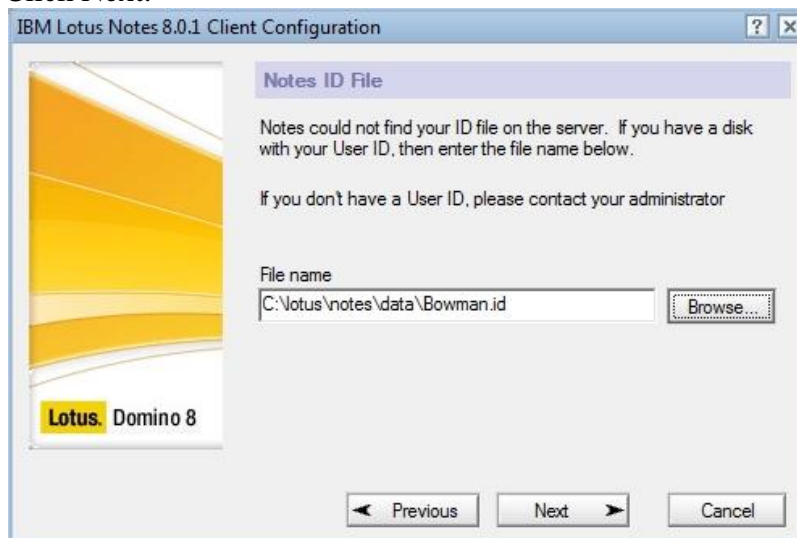 Click Next.
IBM Lotus Notes 8.0.1 Client Configuration
Notes ID File
Notes could not find your ID file on the server. If you have a disk
with your User ID, then enter the file name below.
If you don't have a User ID, please contact your administrator
File name
C:\lotus\notes\data\Bowman.id
Browse...
Lotus. Domino 8
Previous
Next
Cancel